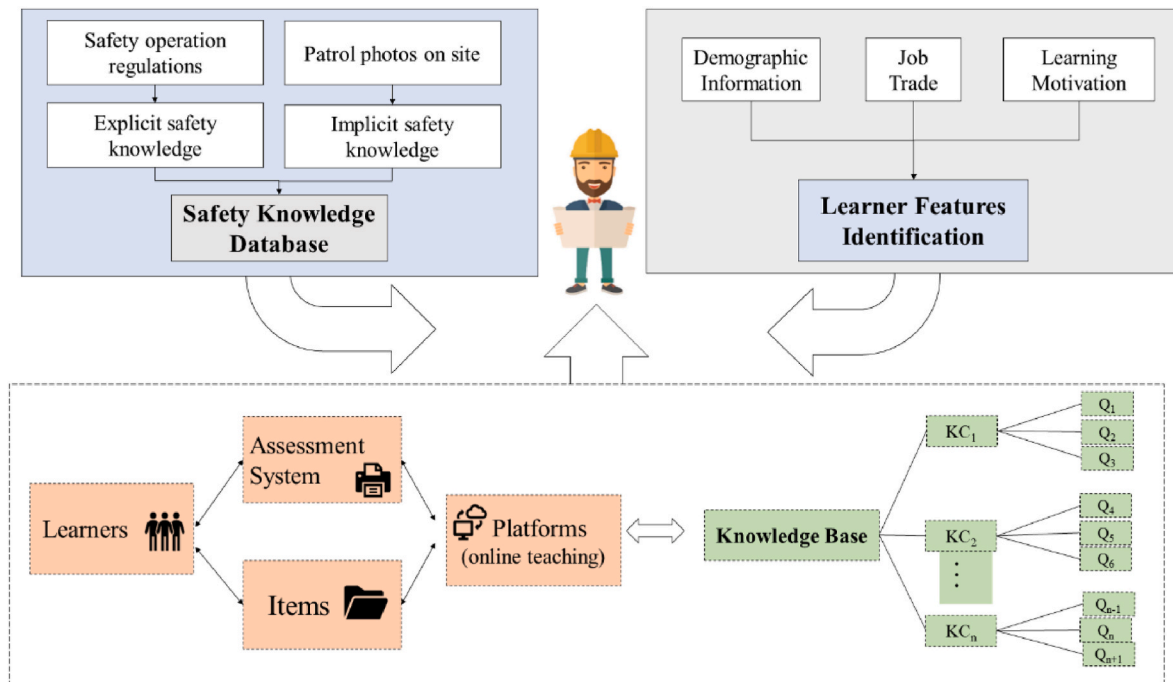 Safety operation
regulations
Patrol photos on site
Explicit safety
knowledge
Implicit safety
knowledge
Safety Knowledge
Database
Demographic
Information
Job
Trade
Learning
Motivation
Learner Features
Identification
Learners
Assessment
System
Items
Platforms
(online teaching)
Knowledge Base
KC₁
Q₁
Q₂
Q₃
KC₂
Q₄
Q₅
Q₆
KCₙ
Qₙ₋₁
Qₙ
Qₙ₊₁